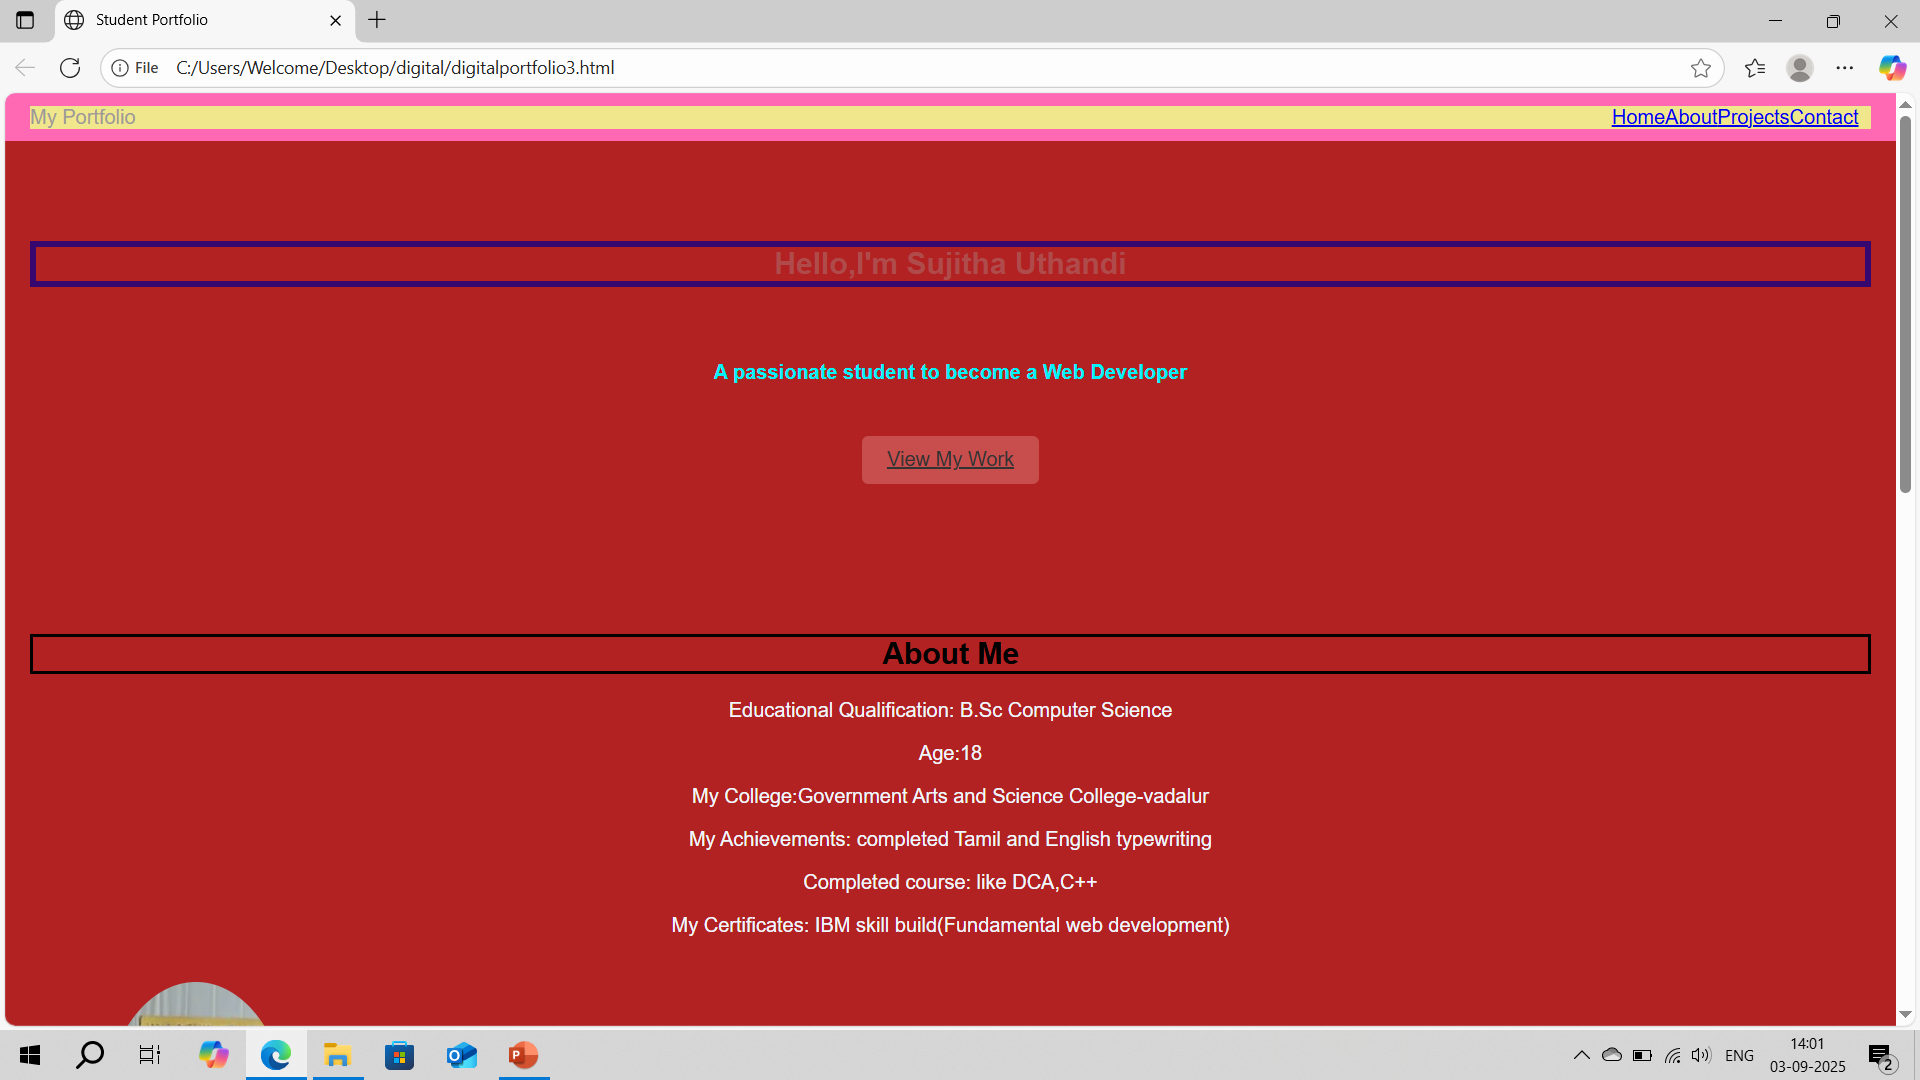 Student Portfolio
File C:/Users/Welcome/Desktop/digital/digitalportfolio3.html
My Portfolio HomeAboutProjectsContact
Hello,I'm Sujitha Uthandi
A passionate student to become a Web Developer
View My Work
About Me
Educational Qualification: B.Sc Computer Science
Age:18
My College:Government Arts and Science College-vadalur
My Achievements: completed Tamil and English typewriting
Completed course: like DCA,C++
My Certificates: IBM skill build(Fundamental web development)
ENG 14:01
03-09-2025 2